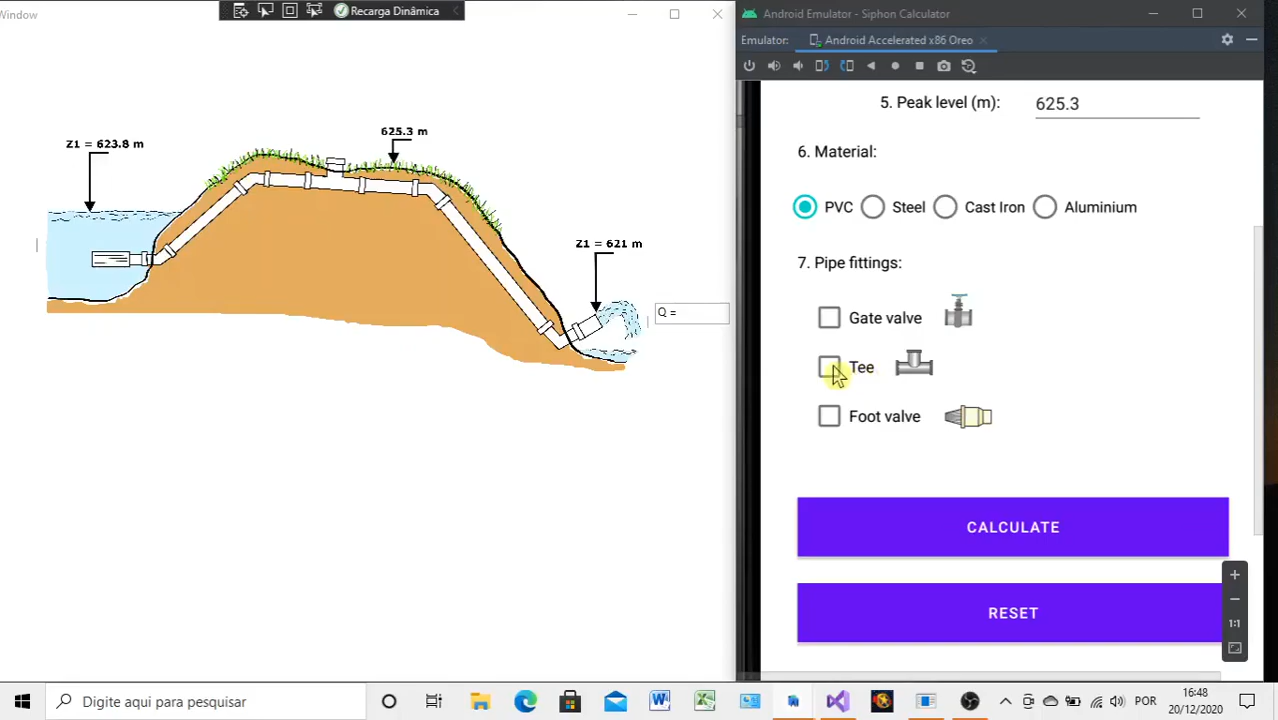 Window
Recarga Dinâmica
Z1 = 623.8 m
625.3 m
Z1 = 621 m
Q =
Android Emulator - Siphon Calculator
Emulator:
Android Accelerated x86 Oreo
5. Peak level (m):
625.3
6. Material:
PVC
Steel
Cast Iron
Aluminium
7. Pipe fittings:
Gate valve
Tee
Foot valve
CALCULATE
RESET
1:1
Digite aqui para pesquisar
POR
16:48
20/12/2020